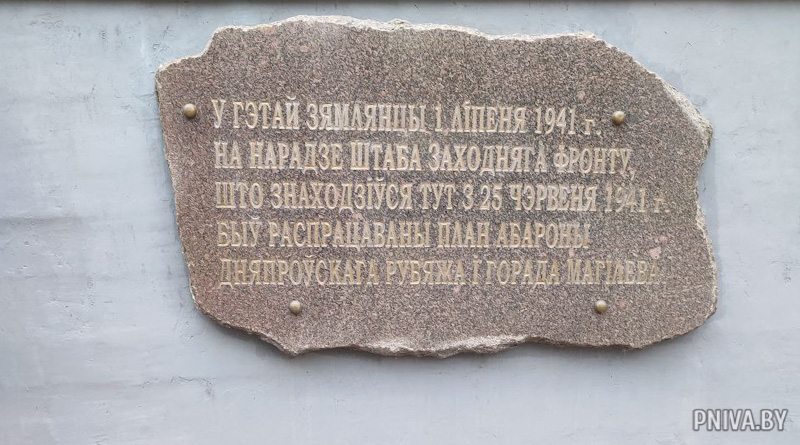 У ГЭТАЙ ЗЯМЛЯНЦЫ 1 ЛІПЕНЯ 1941 г.
НА НАРАДЗЕ ШТАБА ЗАХОДНЯГА ФРОНТУ,
ШТО ЗНАХОДЗІЎСЯ ТУТ З 25 ЧЭРВЕНЯ 1941 г.
БЫЎ РАСПРАЦАВАНЫ ПЛАН АБАРОНЫ
ДНЯПРОЎСКАГА РУБЯЖА І ГОРАДА МАГІЛЁВА.
PNIVA.BY